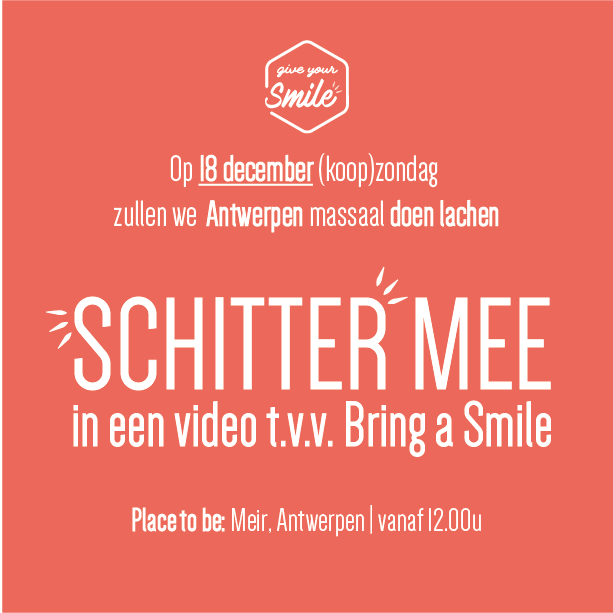 give your
Smile
Op 18 december (koop)zondag
zullen we Antwerpen massaal doen lachen
SCHITTER MEE
in een video t.v.v. Bring a Smile
Place to be: Meir, Antwerpen | vanaf 12.00u